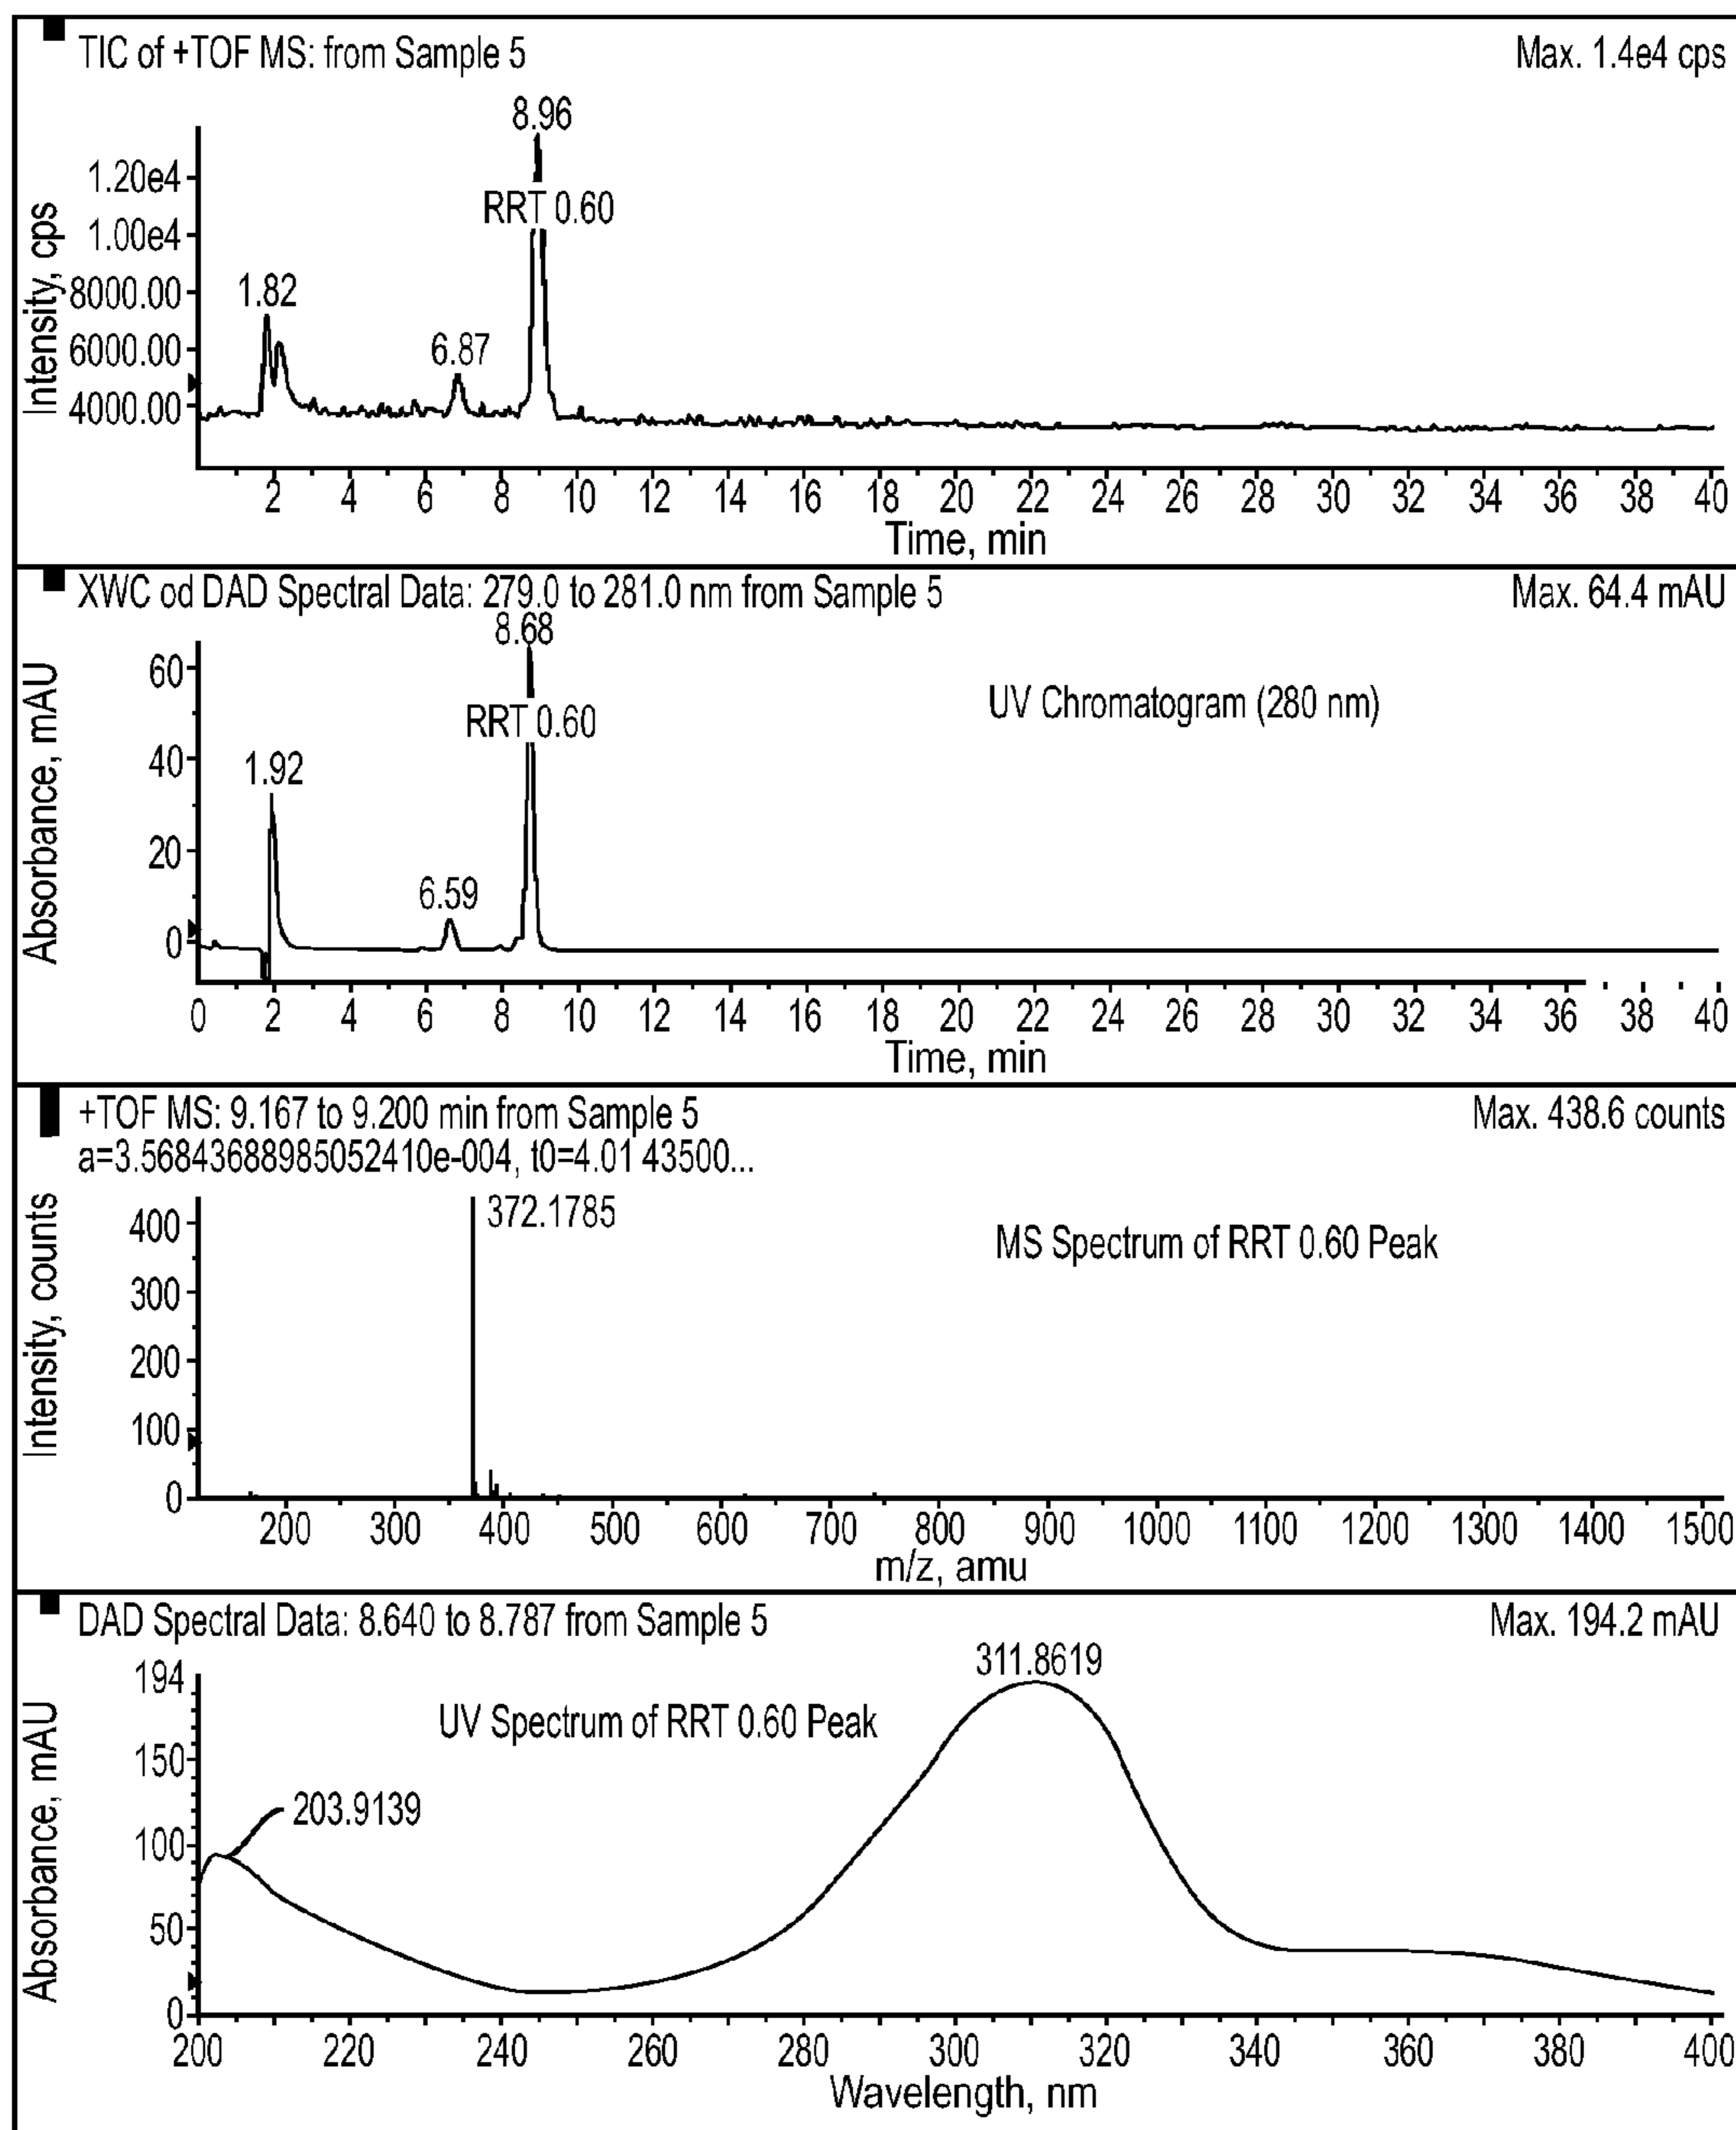 TIC of +TOF MS: from Sample 5
Max. 1.4e4 cps
8.96
1.20e4
RRT 0.60
1.00e4
1.82
8000.00
6.87
6000.00
4000.00
Intensity, cps
2 4 6 8 10 12 14 16 18 20 22 24 26 28 30 32 34 36 38 40
Time, min
XWC od DAD Spectral Data: 279.0 to 281.0 nm from Sample 5
Max. 64.4 mAU
8.68
60
UV Chromatogram (280 nm)
RRT 0.60
40
1.92
20
6.59
0
Absorbance, mAU
0 2 4 6 8 10 12 14 16 18 20 22 24 26 28 30 32 34 36 38 40
Time, min
+TOF MS: 9.167 to 9.200 min from Sample 5
Max. 438.6 counts
a=3.56843688985052410e-004, t0=4.01 43500...
372.1785
400
MS Spectrum of RRT 0.60 Peak
300
200
100
0
Intensity, counts
200 300 400 500 600 700 800 900 1000 1100 1200 1300 1400 1500
m/z, amu
DAD Spectral Data: 8.640 to 8.787 from Sample 5
Max. 194.2 mAU
311.8619
194
UV Spectrum of RRT 0.60 Peak
150
203.9139
100
50
0
Absorbance, mAU
200 220 240 260 280 300 320 340 360 380 400
Wavelength, nm